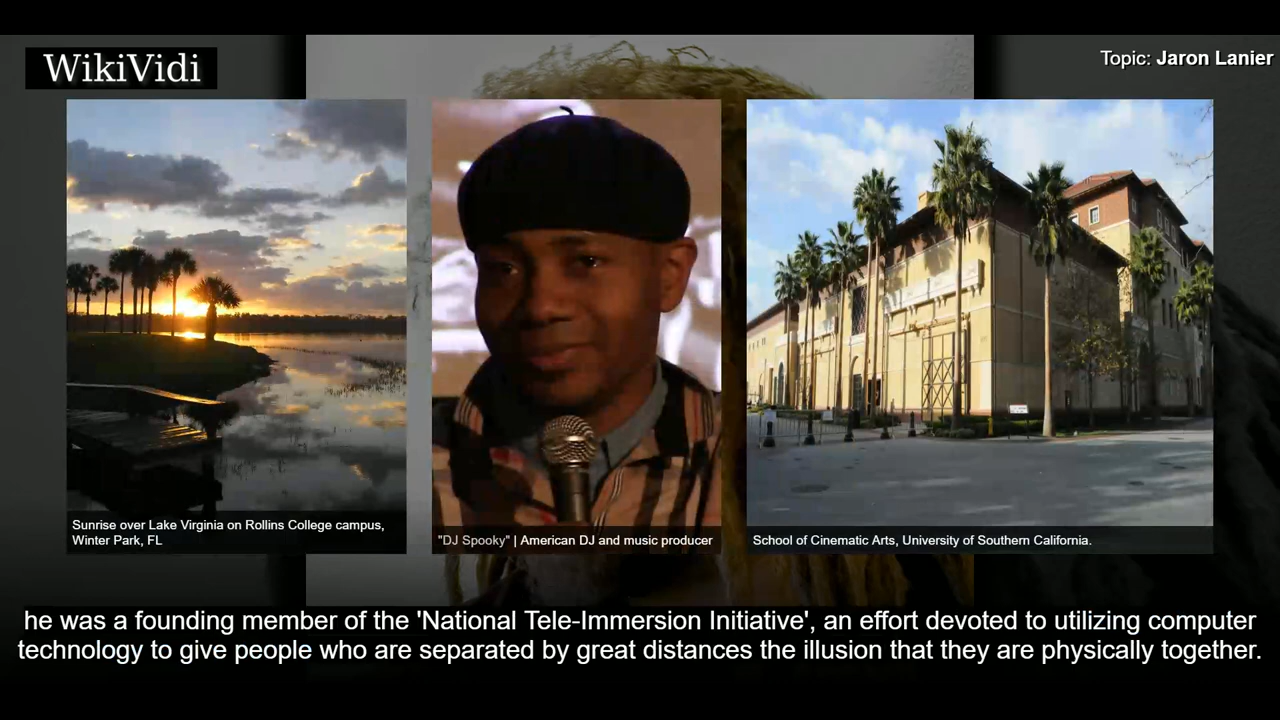 WikiVidi
Topic: Jaron Lanier
Sunrise over Lake Virginia on Rollins College campus,
Winter Park, FL
"DJ Spooky" | American DJ and music producer
School of Cinematic Arts, University of Southern California.
he was a founding member of the 'National Tele-Immersion Initiative', an effort devoted to utilizing computer
technology to give people who are separated by great distances the illusion that they are physically together.